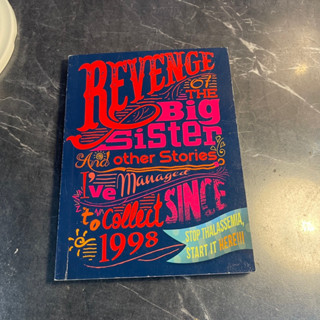 REVENGE
OF
THE
Big
Sister
And other Stories
I've Managed
to Collect SINCE
1998
STOP THALASSEMIA,
START IT HERE!!!